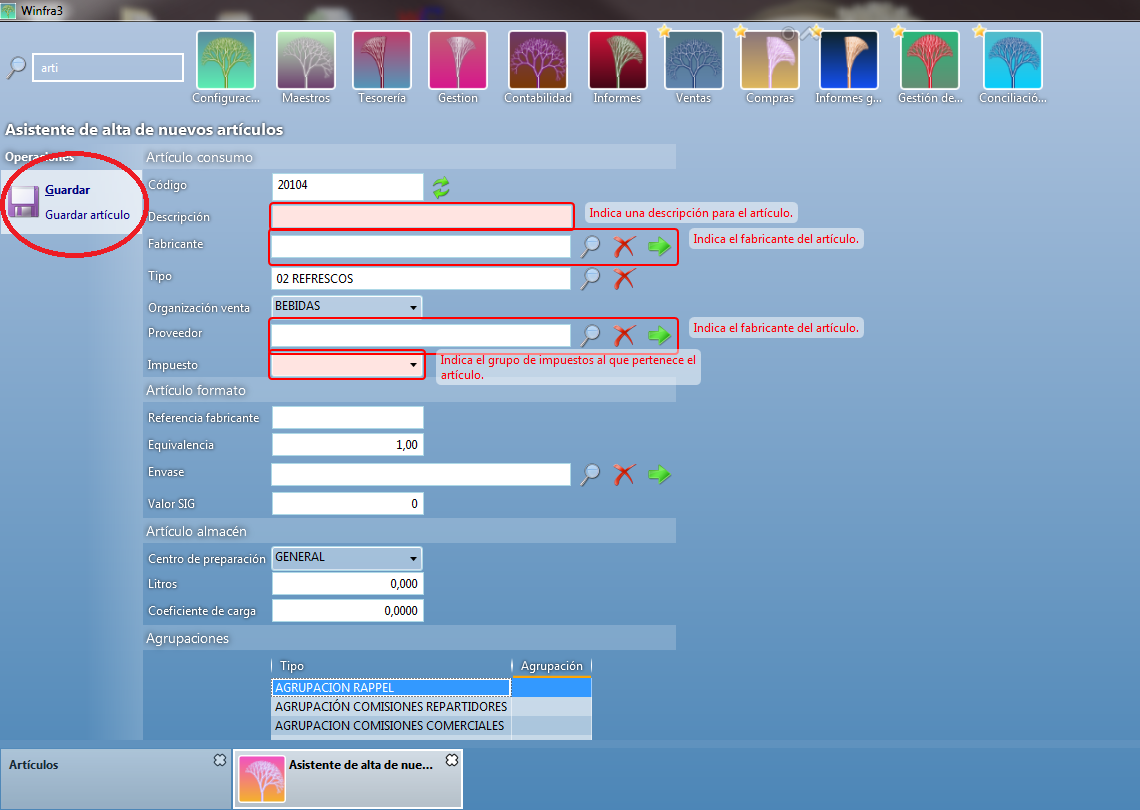 Winfra3
arti
Configurac...
Maestros
Tesorería
Gestion
Contabilidad
Informes
Ventas
Compras
Informes g...
Gestión de...
Conciliació...
Asistente de alta de nuevos artículos
Operaciones
Guardar
Guardar artículo
Artículo consumo
Código
20104
Descripción
Indica una descripción para el artículo.
Fabricante
Indica el fabricante del artículo.
Tipo
02 REFRESCOS
Organización venta
BEBIDAS
Proveedor
Indica el fabricante del artículo.
Impuesto
Indica el grupo de impuestos al que pertenece el
artículo.
Artículo formato
Referencia fabricante
Equivalencia
1,00
Envase
Valor SIG
0
Artículo almacén
Centro de preparación
GENERAL
Litros
0,000
Coeficiente de carga
0,0000
Agrupaciones
Tipo
Agrupación
AGRUPACION RAPPEL
AGRUPACIÓN COMISIONES REPARTIDORES
AGRUPACION COMISIONES COMERCIALES
Artículos
Asistente de alta de nue...